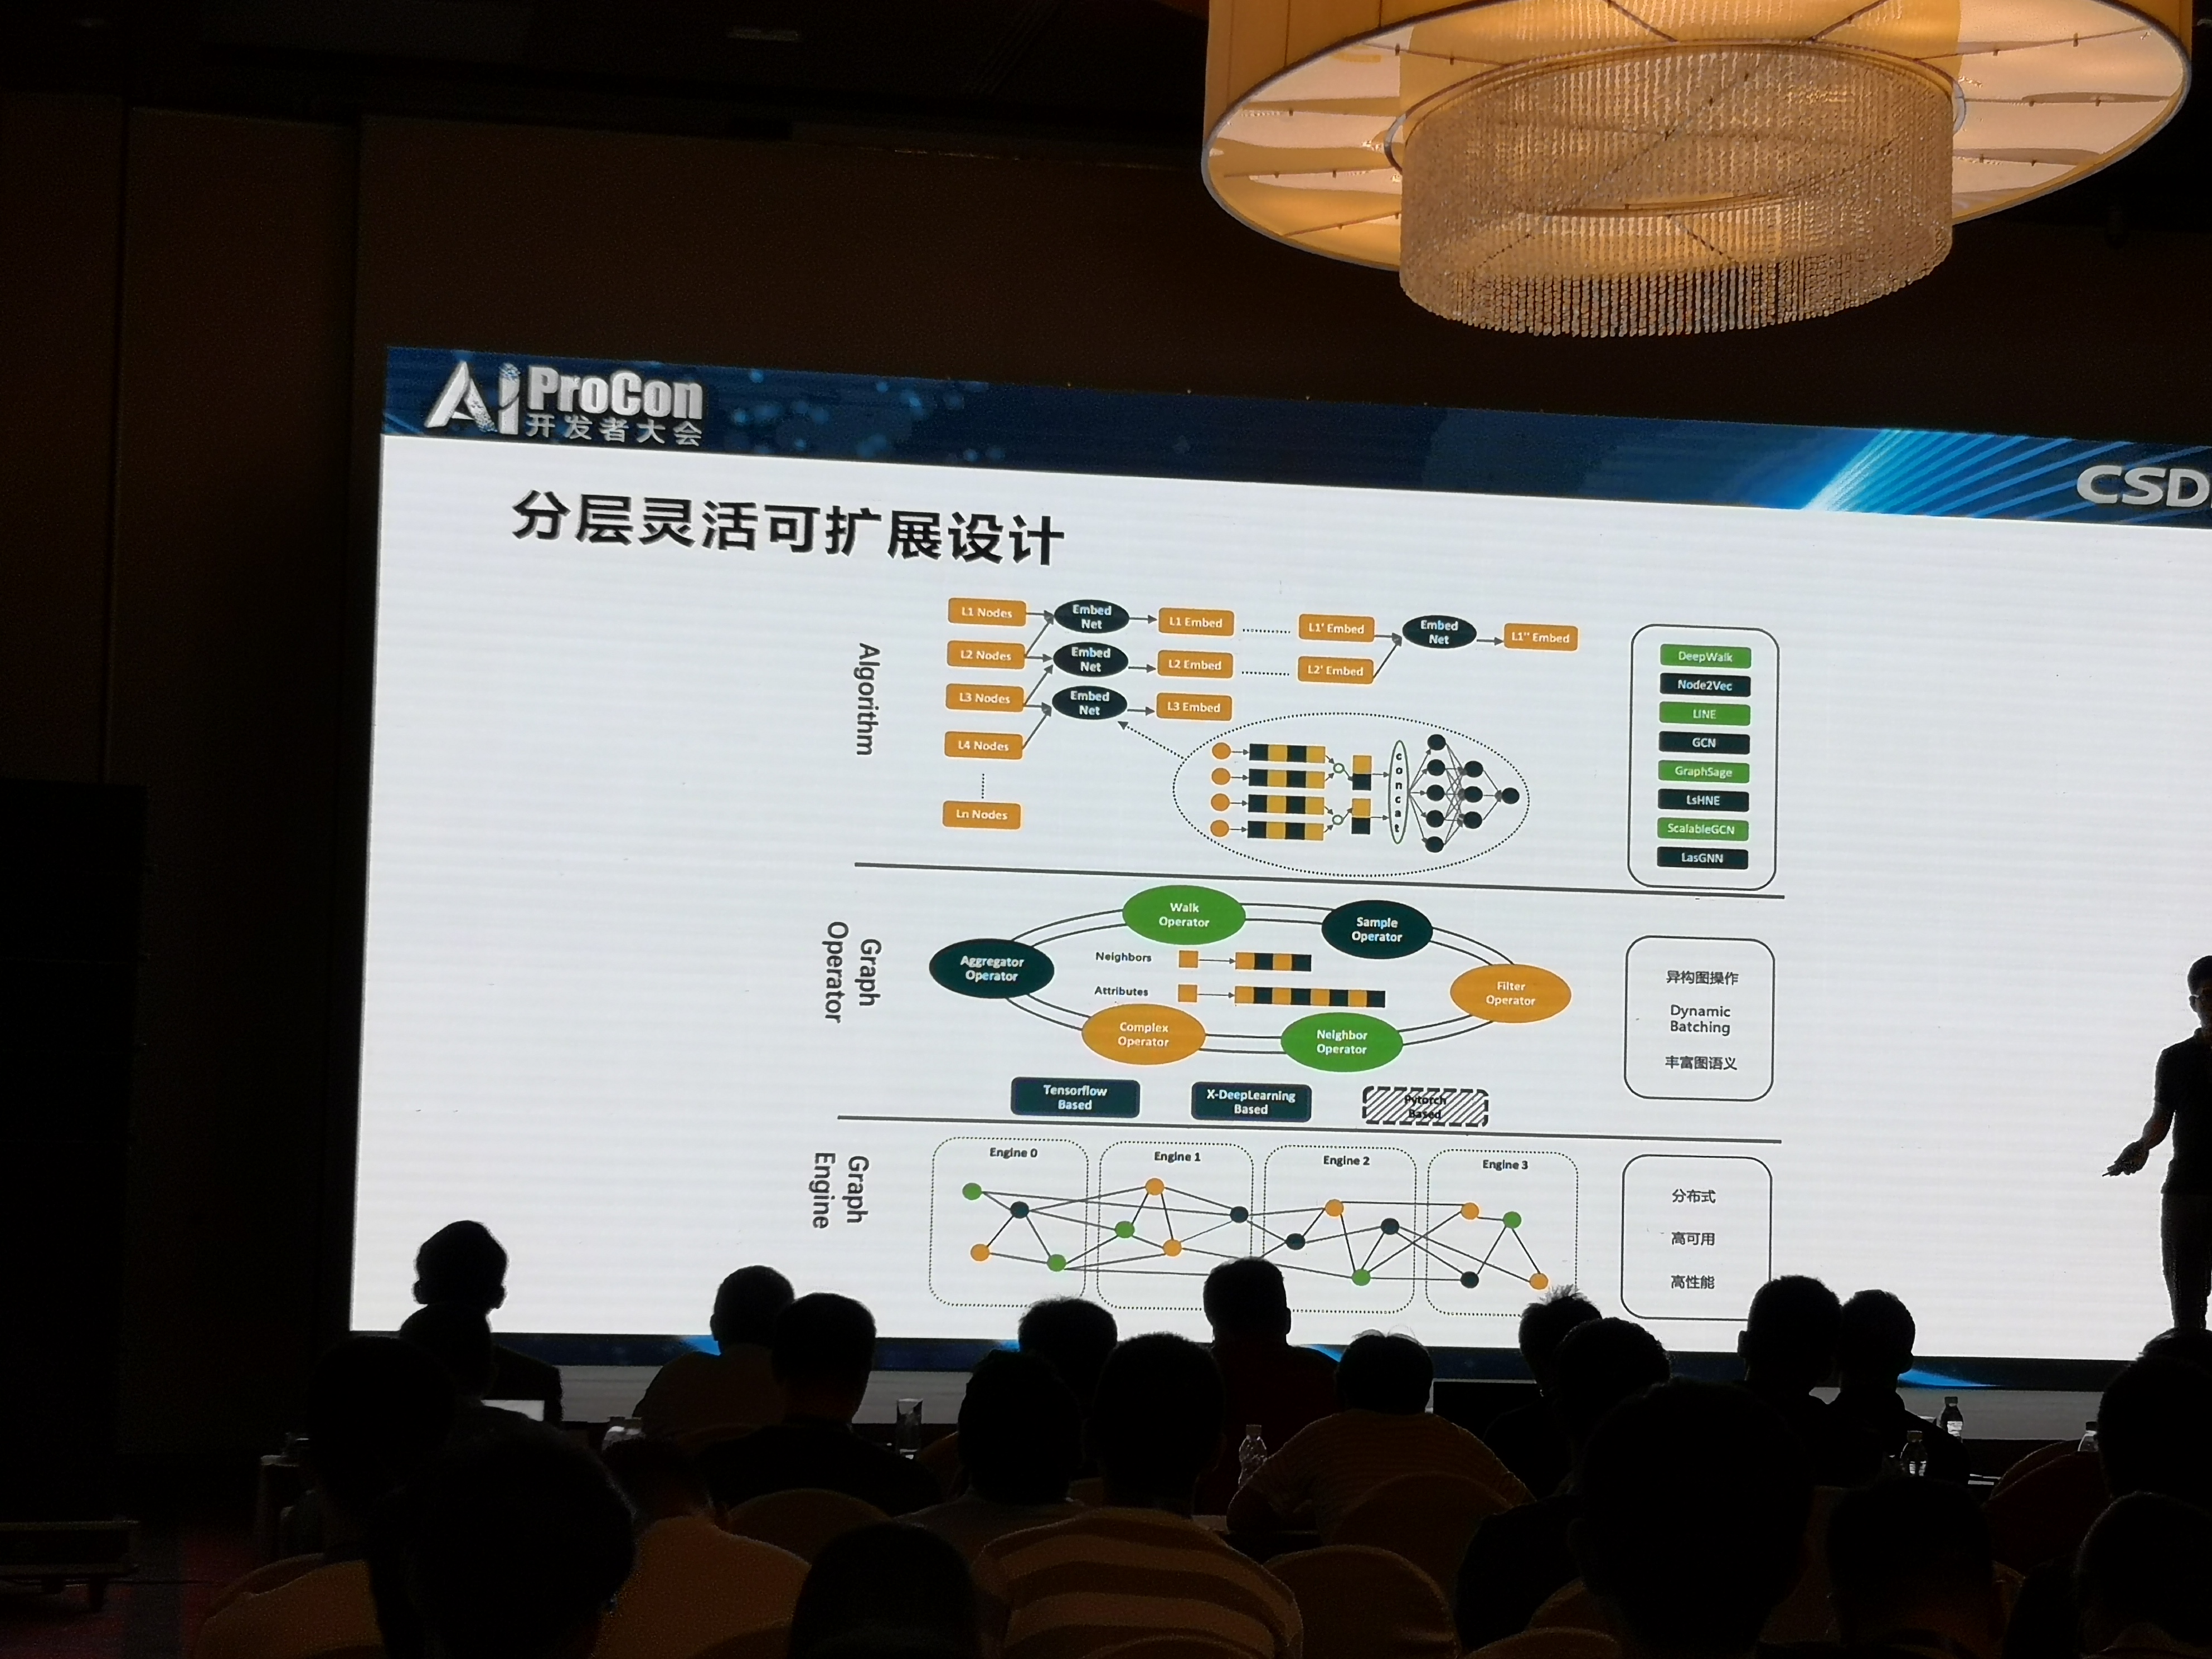 AI ProCon
开发者大会
CSD
分层灵活可扩展设计
Algorithm
L1 Nodes
Embed
Net
L1 Embed
L1' Embed
Embed
Net
L1'' Embed
L2 Nodes
Embed
Net
L2 Embed
L2' Embed
L3 Nodes
Embed
Net
L3 Embed
L4 Nodes
Ln Nodes
concat
DeepWalk
Node2Vec
LINE
GCN
GraphSage
LsHNE
ScalableGCN
LasGNN
Graph
Operator
Walk
Operator
Sample
Operator
Aggregator
Operator
Neighbors
Attributes
Filter
Operator
Complex
Operator
Neighbor
Operator
Tensorflow
Based
X-DeepLearning
Based
Pytorch
Based
异构图操作
Dynamic
Batching
丰富图语义
Graph
Engine
Engine 0
Engine 1
Engine 2
Engine 3
分布式
高可用
高性能